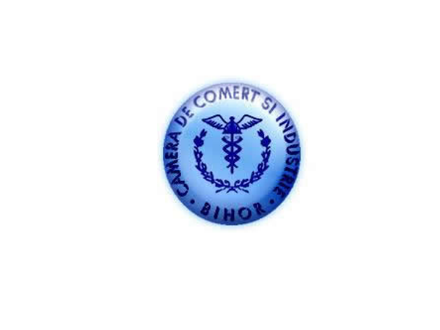 CAMERA DE COMERT SI INDUSTRIE
• BIHOR •